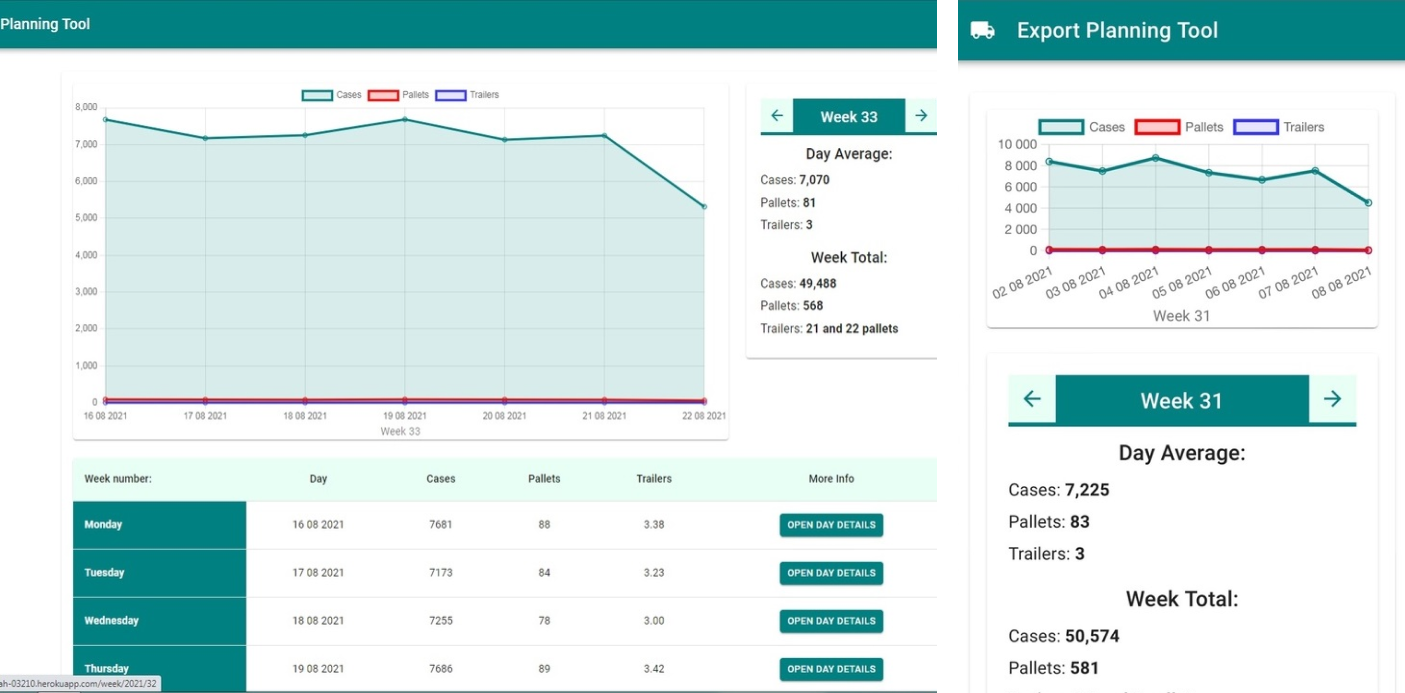 Planning Tool
Cases Pallets Trailers
8,000
7,000
6,000
5,000
4,000
3,000
2,000
1,000
0
16 08 2021 17 08 2021 18 08 2021 19 08 2021 20 08 2021 21 08 2021 22 08 2021
Week 33
Week 33
Day Average:
Cases: 7,070
Pallets: 81
Trailers: 3
Week Total:
Cases: 49,488
Pallets: 568
Trailers: 21 and 22 pallets
Week number: Day Cases Pallets Trailers More Info
Monday 16 08 2021 7681 88 3.38 OPEN DAY DETAILS
Tuesday 17 08 2021 7173 84 3.23 OPEN DAY DETAILS
Wednesday 18 08 2021 7255 78 3.00 OPEN DAY DETAILS
Thursday 19 08 2021 7686 89 3.42 OPEN DAY DETAILS
ah-03210.herokuapp.com/week/2021/32
Export Planning Tool
Cases Pallets Trailers
10 000
8 000
6 000
4 000
2 000
0
02 08 2021 03 08 2021 04 08 2021 05 08 2021 06 08 2021 07 08 2021 08 08 2021
Week 31
Week 31
Day Average:
Cases: 7,225
Pallets: 83
Trailers: 3
Week Total:
Cases: 50,574
Pallets: 581